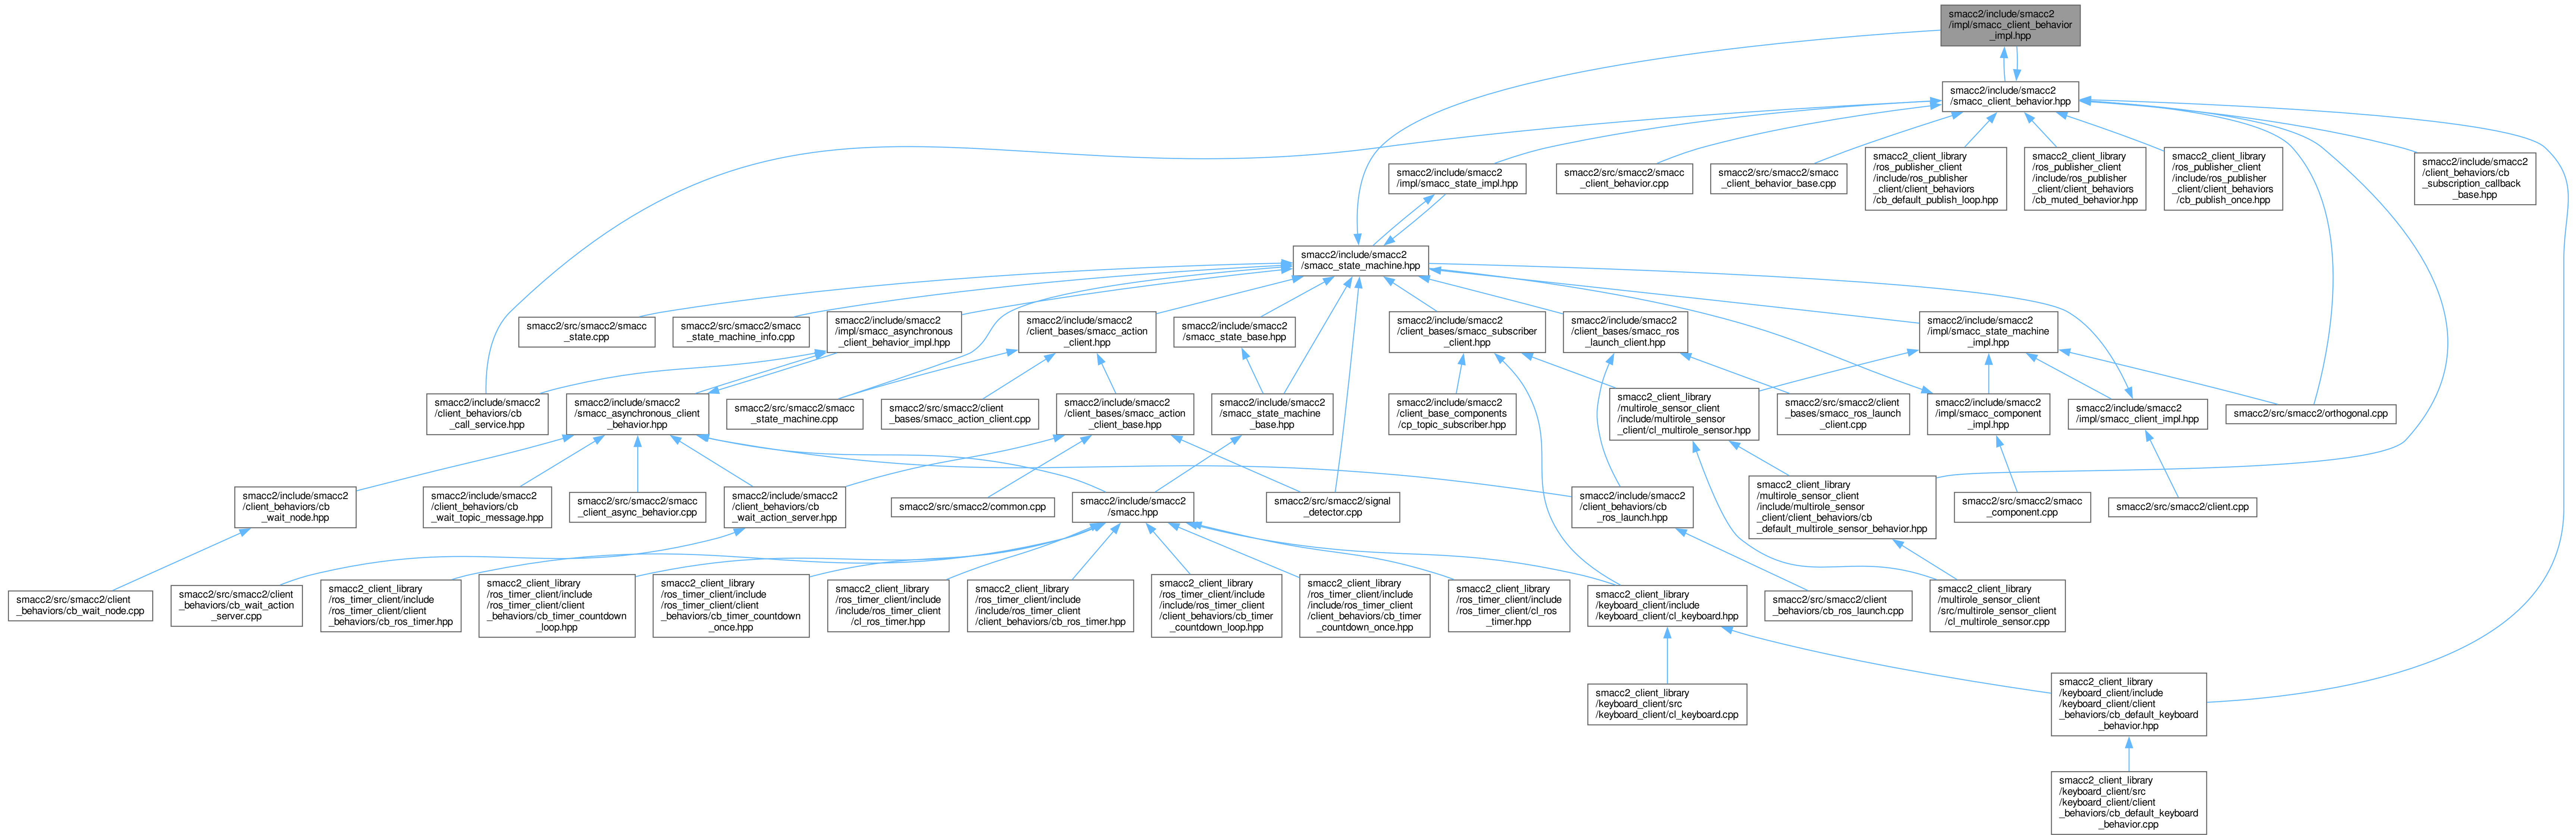 smacc2/include/smacc2
/impl/smacc_client_behavior
_impl.hpp
smacc2/include/smacc2
/smacc_client_behavior.hpp
smacc2/include/smacc2
/impl/smacc_state_impl.hpp
smacc2/src/smacc2/smacc
_client_behavior.cpp
smacc2/src/smacc2/smacc
_client_behavior_base.cpp
smacc2_client_library
/ros_publisher_client
/include/ros_publisher
_client/client_behaviors
/cb_default_publish_loop.hpp
smacc2_client_library
/ros_publisher_client
/include/ros_publisher
_client/client_behaviors
/cb_muted_behavior.hpp
smacc2_client_library
/ros_publisher_client
/include/ros_publisher
_client/client_behaviors
/cb_publish_once.hpp
smacc2/include/smacc2
/client_behaviors/cb
_subscription_callback
_base.hpp
smacc2/include/smacc2
/smacc_state_machine.hpp
smacc2/src/smacc2/smacc
_state.cpp
smacc2/src/smacc2/smacc
_state_machine_info.cpp
smacc2/include/smacc2
/impl/smacc_asynchronous
_client_behavior_impl.hpp
smacc2/include/smacc2
/client_bases/smacc_action
_client.hpp
smacc2/include/smacc2
/smacc_state_base.hpp
smacc2/include/smacc2
/client_bases/smacc_subscriber
_client.hpp
smacc2/include/smacc2
/client_bases/smacc_ros
_launch_client.hpp
smacc2/include/smacc2
/impl/smacc_state_machine
_impl.hpp
smacc2/include/smacc2
/client_behaviors/cb
_call_service.hpp
smacc2/include/smacc2
/smacc_asynchronous_client
_behavior.hpp
smacc2/src/smacc2/smacc
_state_machine.cpp
smacc2/src/smacc2/client
_bases/smacc_action_client.cpp
smacc2/include/smacc2
/client_bases/smacc_action
_client_base.hpp
smacc2/include/smacc2
/smacc_state_machine
_base.hpp
smacc2/include/smacc2
/client_base_components
/cp_topic_subscriber.hpp
smacc2_client_library
/multirole_sensor_client
/include/multirole_sensor
_client/cl_multirole_sensor.hpp
smacc2/src/smacc2/client
_bases/smacc_ros_launch
_client.cpp
smacc2/include/smacc2
/impl/smacc_component
_impl.hpp
smacc2/include/smacc2
/impl/smacc_client_impl.hpp
smacc2/src/smacc2/orthogonal.cpp
smacc2/include/smacc2
/client_behaviors/cb
_wait_node.hpp
smacc2/include/smacc2
/client_behaviors/cb
_wait_topic_message.hpp
smacc2/src/smacc2/smacc
_client_async_behavior.cpp
smacc2/include/smacc2
/client_behaviors/cb
_wait_action_server.hpp
smacc2/src/smacc2/common.cpp
smacc2/include/smacc2
/smacc.hpp
smacc2/src/smacc2/signal
_detector.cpp
smacc2/include/smacc2
/client_behaviors/cb
_ros_launch.hpp
smacc2_client_library
/multirole_sensor_client
/include/multirole_sensor
_client/client_behaviors/cb
_default_multirole_sensor_behavior.hpp
smacc2/src/smacc2/smacc
_component.cpp
smacc2/src/smacc2/client.cpp
smacc2/src/smacc2/client
_behaviors/cb_wait_node.cpp
smacc2/src/smacc2/client
_behaviors/cb_wait_action
_server.cpp
smacc2_client_library
/ros_timer_client/include
/ros_timer_client/client
_behaviors/cb_ros_timer.hpp
smacc2_client_library
/ros_timer_client/include
/ros_timer_client/client
_behaviors/cb_timer_countdown
_loop.hpp
smacc2_client_library
/ros_timer_client/include
/ros_timer_client/client
_behaviors/cb_timer_countdown
_once.hpp
smacc2_client_library
/ros_timer_client/include
include/ros_timer_client
/cl_ros_timer.hpp
smacc2_client_library
/ros_timer_client/include
include/ros_timer_client
/client_behaviors/cb_ros_timer.hpp
smacc2_client_library
/ros_timer_client/include
include/ros_timer_client
/client_behaviors/cb_timer
_countdown_loop.hpp
smacc2_client_library
/ros_timer_client/include
include/ros_timer_client
/client_behaviors/cb_timer
_countdown_once.hpp
smacc2_client_library
/ros_timer_client/include
/ros_timer_client/cl_ros
_timer.hpp
smacc2_client_library
/keyboard_client/include
/keyboard_client/cl_keyboard.hpp
smacc2/src/smacc2/client
_behaviors/cb_ros_launch.cpp
smacc2_client_library
/multirole_sensor_client
/src/multirole_sensor_client
/cl_multirole_sensor.cpp
smacc2_client_library
/keyboard_client/src
/keyboard_client/cl_keyboard.cpp
smacc2_client_library
/keyboard_client/include
/keyboard_client/client
_behaviors/cb_default_keyboard
_behavior.hpp
smacc2_client_library
/keyboard_client/src
/keyboard_client/client
_behaviors/cb_default_keyboard
_behavior.cpp